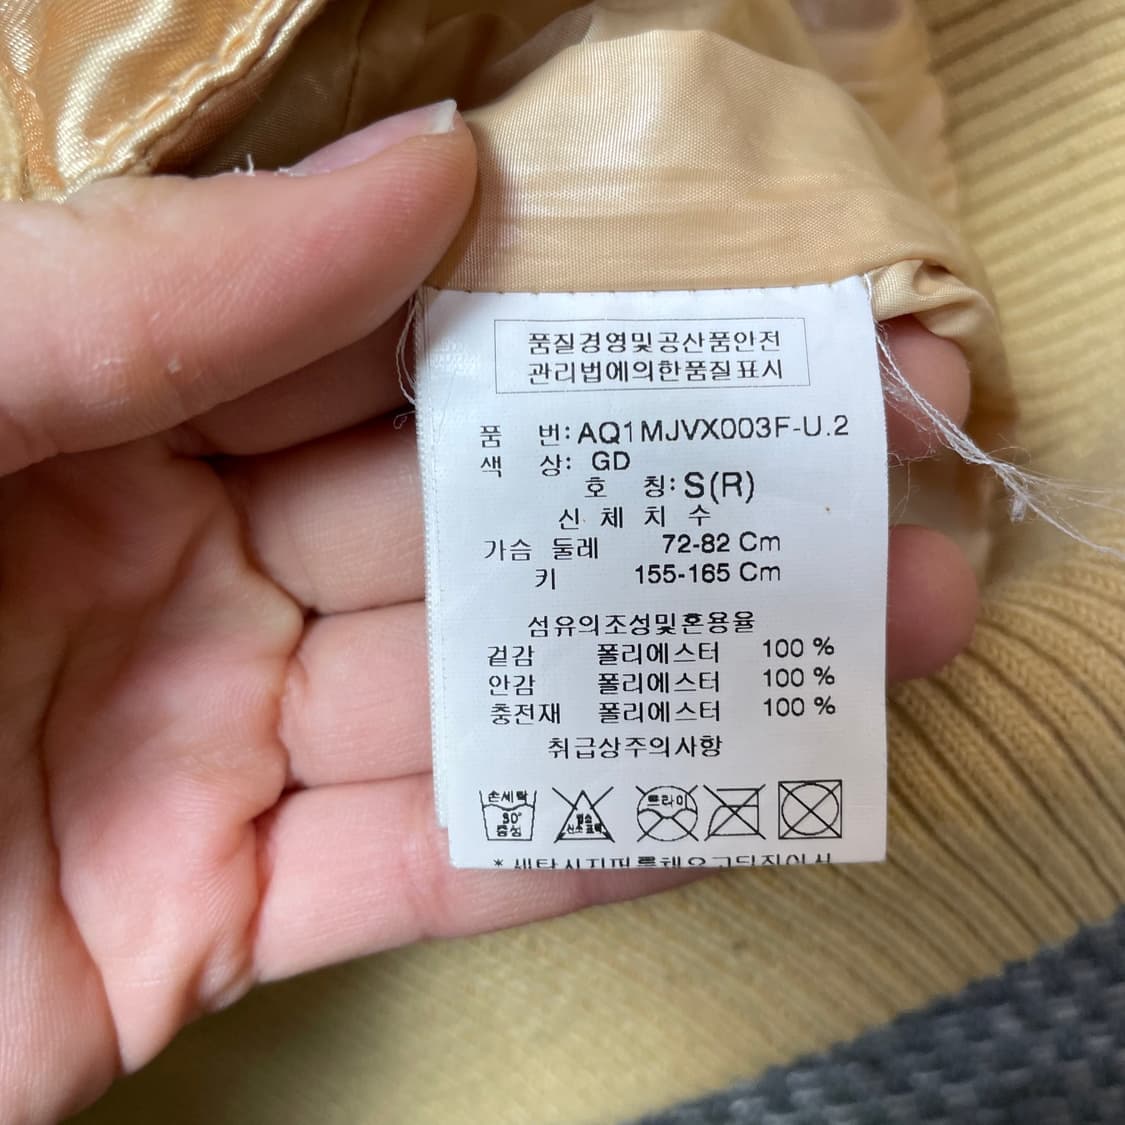 품질경영및공산품안전
관리법에의한품질표시
품 번: AQ1MJVX003F-U.2
색 상: GD
호 칭: S(R)
신 체 치 수
가슴 둘레 72-82 Cm
키 155-165 Cm
섬유의조성및혼용율
겉감 폴리에스터 100 %
안감 폴리에스터 100 %
충전재 폴리에스터 100 %
취급상주의사항
손세탁
30°
중성
드라이